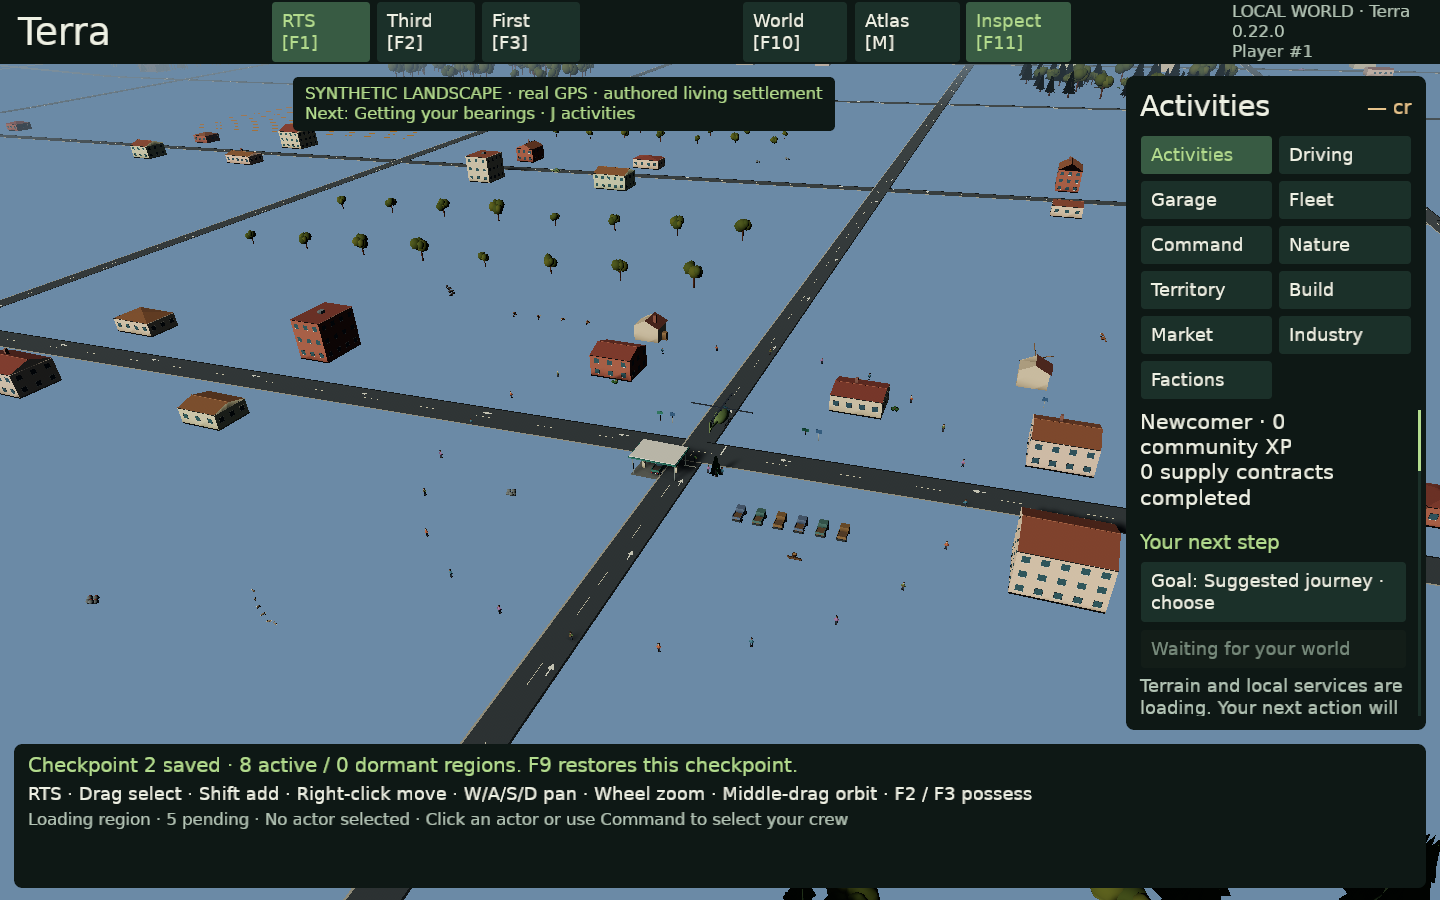 Terra
RTS
[F1]
Third
[F2]
First
[F3]
World
[F10]
Atlas
[M]
Inspect
[F11]
LOCAL WORLD · Terra
0.22.0
Player #1
SYNTHETIC LANDSCAPE · real GPS · authored living settlement
Next: Getting your bearings · J activities
Activities
— cr
Activities
Driving
Garage
Fleet
Command
Nature
Territory
Build
Market
Industry
Factions
Newcomer · 0
community XP
0 supply contracts
completed
Your next step
Goal: Suggested journey ·
choose
Waiting for your world
Terrain and local services are
loading. Your next action will
Checkpoint 2 saved · 8 active / 0 dormant regions. F9 restores this checkpoint.
RTS · Drag select · Shift add · Right-click move · W/A/S/D pan · Wheel zoom · Middle-drag orbit · F2 / F3 possess
Loading region · 5 pending · No actor selected · Click an actor or use Command to select your crew